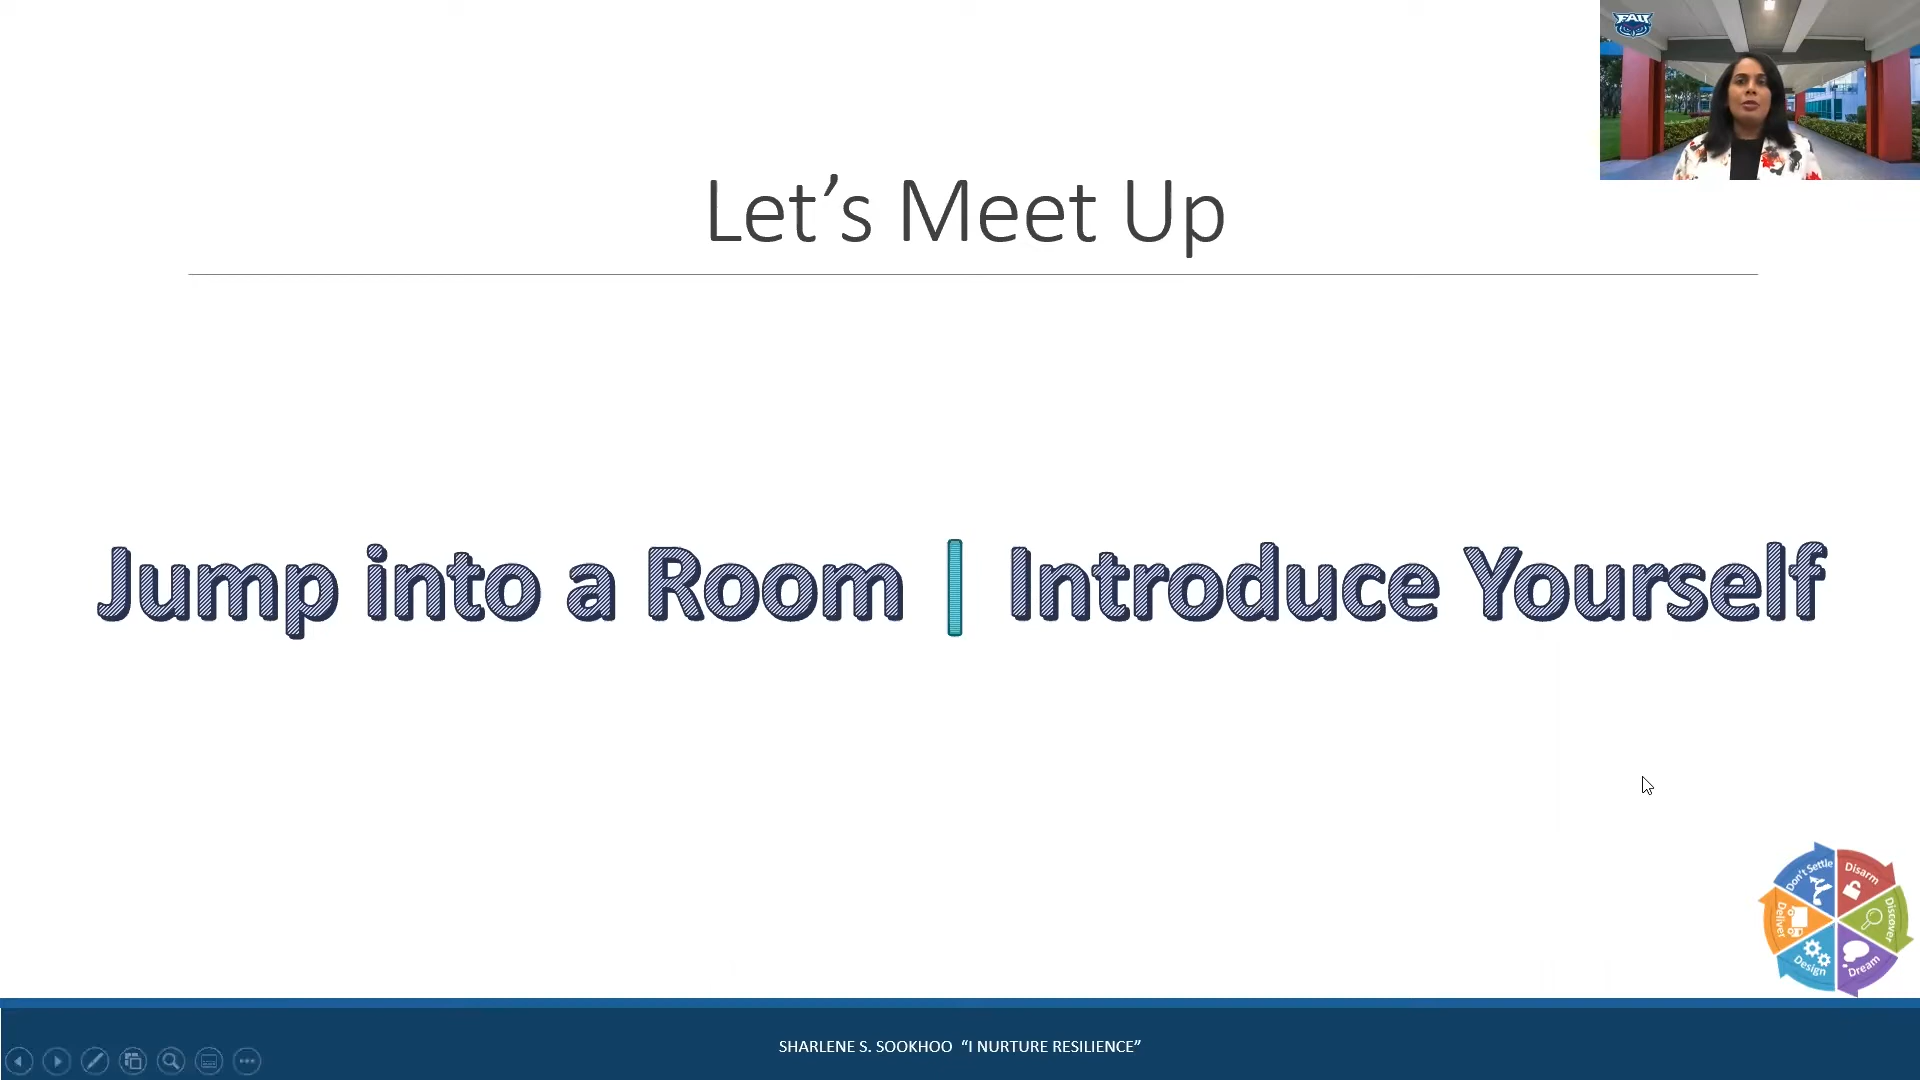 FAU
Let’s Meet Up
Jump into a Room | Introduce Yourself
Don't Settle
Disarm
Discover
Dream
Design
Deliver
SHARLENE S. SOOKHOO “I NURTURE RESILIENCE”